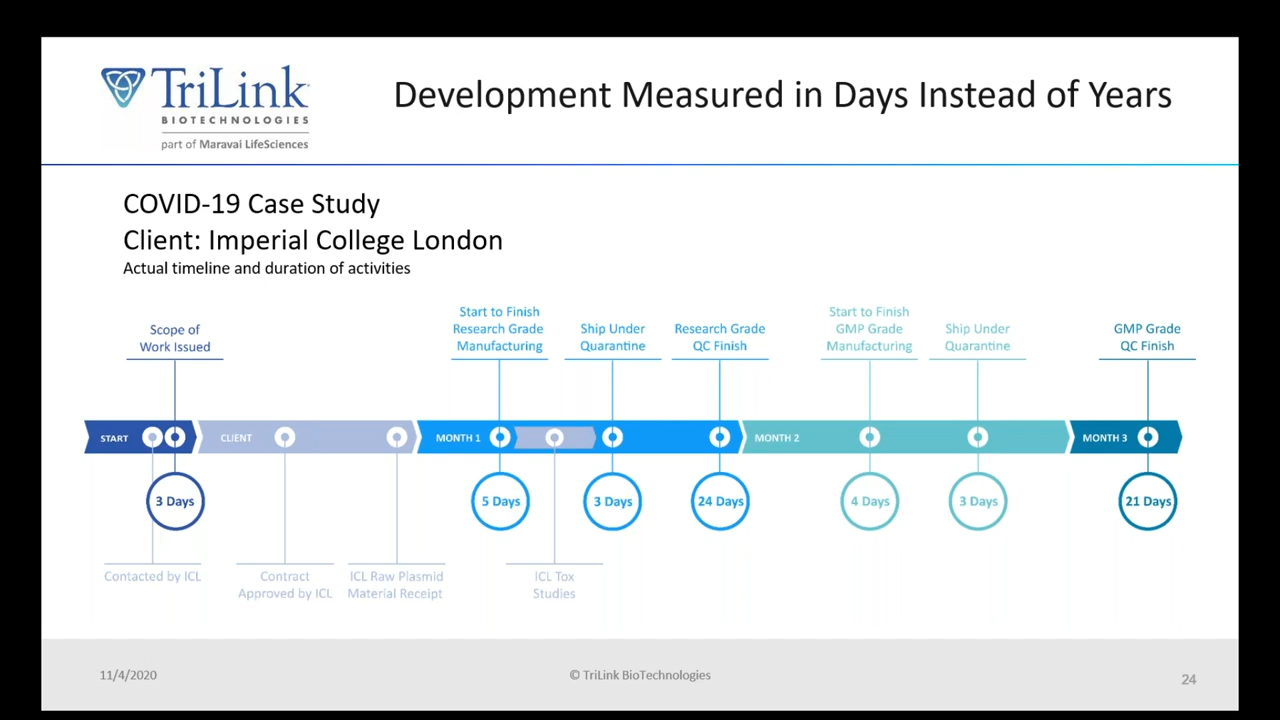 TriLink
BIOTECHNOLOGIES
part of Maravai LifeSciences
Development Measured in Days Instead of Years
COVID-19 Case Study
Client: Imperial College London
Actual timeline and duration of activities
Scope of
Work Issued
Start to Finish
Research Grade
Manufacturing
Ship Under
Quarantine
Research Grade
QC Finish
Start to Finish
GMP Grade
Manufacturing
Ship Under
Quarantine
GMP Grade
QC Finish
START
CLIENT
MONTH 1
MONTH 2
MONTH 3
3 Days
5 Days
3 Days
24 Days
4 Days
3 Days
21 Days
Contacted by ICL
Contract
Approved by ICL
ICL Raw Plasmid
Material Receipt
ICL Tox
Studies
11/4/2020
© TriLink BioTechnologies
24